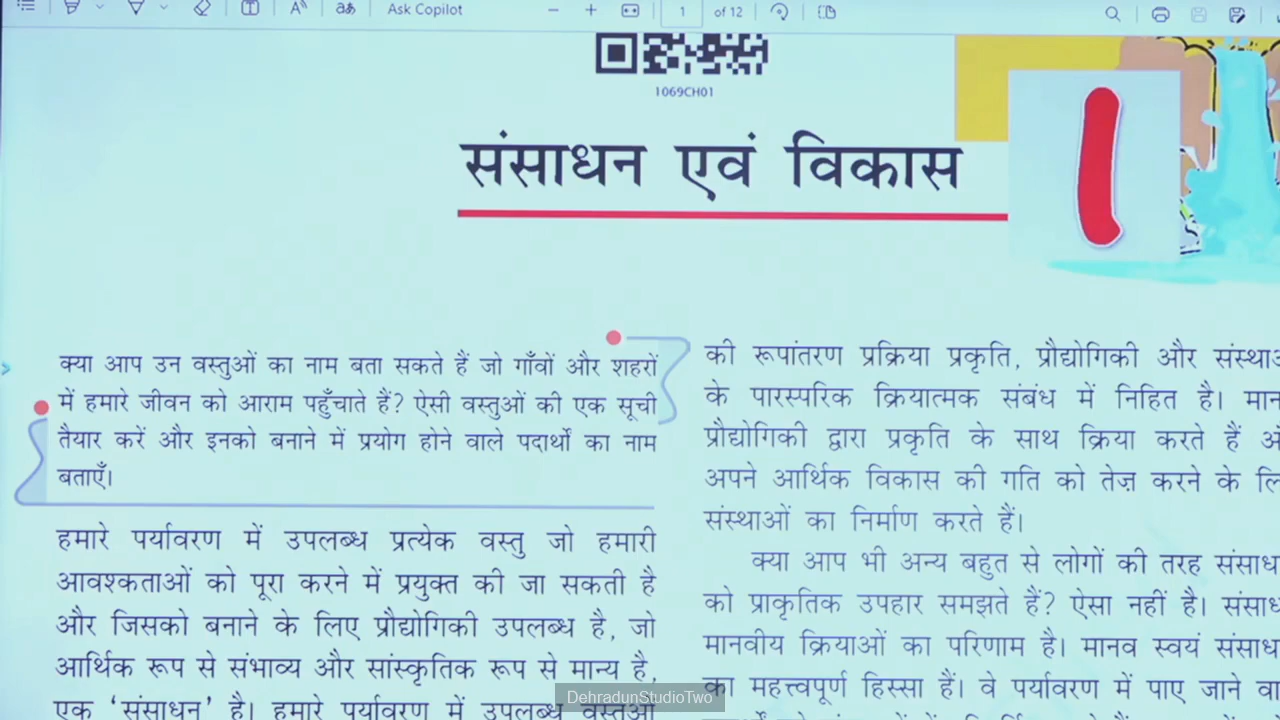 Ask Copilot
1 of 12
1069CH01
संसाधन एवं विकास
1
क्या आप उन वस्तुओं का नाम बता सकते हैं जो गाँवों और शहरों
में हमारे जीवन को आराम पहुँचाते हैं? ऐसी वस्तुओं की एक सूची
तैयार करें और इनको बनाने में प्रयोग होने वाले पदार्थों का नाम
बताएँ।
हमारे पर्यावरण में उपलब्ध प्रत्येक वस्तु जो हमारी
आवश्कताओं को पूरा करने में प्रयुक्त की जा सकती है
और जिसको बनाने के लिए प्रौद्योगिकी उपलब्ध है, जो
आर्थिक रूप से संभाव्य और सांस्कृतिक रूप से मान्य है,
एक ‘संसाधन’ है। हमारे पर्यावरण में उपलब्ध वस्तुओं
की रूपांतरण प्रक्रिया प्रकृति, प्रौद्योगिकी और
के पारस्परिक क्रियात्मक संबंध में निहित है।
प्रौद्योगिकी द्वारा प्रकृति के साथ क्रिया करते हैं
अपने आर्थिक विकास की गति को तेज़ करने के
संस्थाओं का निर्माण करते हैं।
क्या आप भी अन्य बहुत से लोगों की तरह
को प्राकृतिक उपहार समझते हैं? ऐसा नहीं है।
मानवीय क्रियाओं का परिणाम है। मानव स्वयं
का महत्त्वपूर्ण हिस्सा हैं। वे पर्यावरण में पाए जाने
DehradunStudioTwo